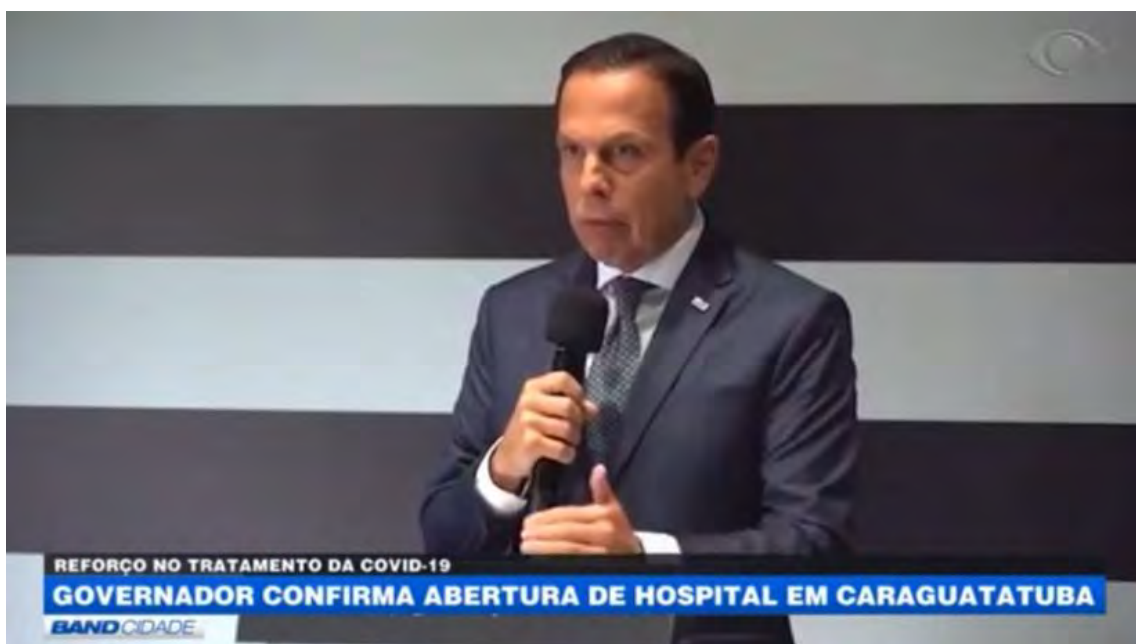 REFORÇO NO TRATAMENTO DA COVID-19
GOVERNADOR CONFIRMA ABERTURA DE HOSPITAL EM CARAGUATATUBA
BAND CIDADE